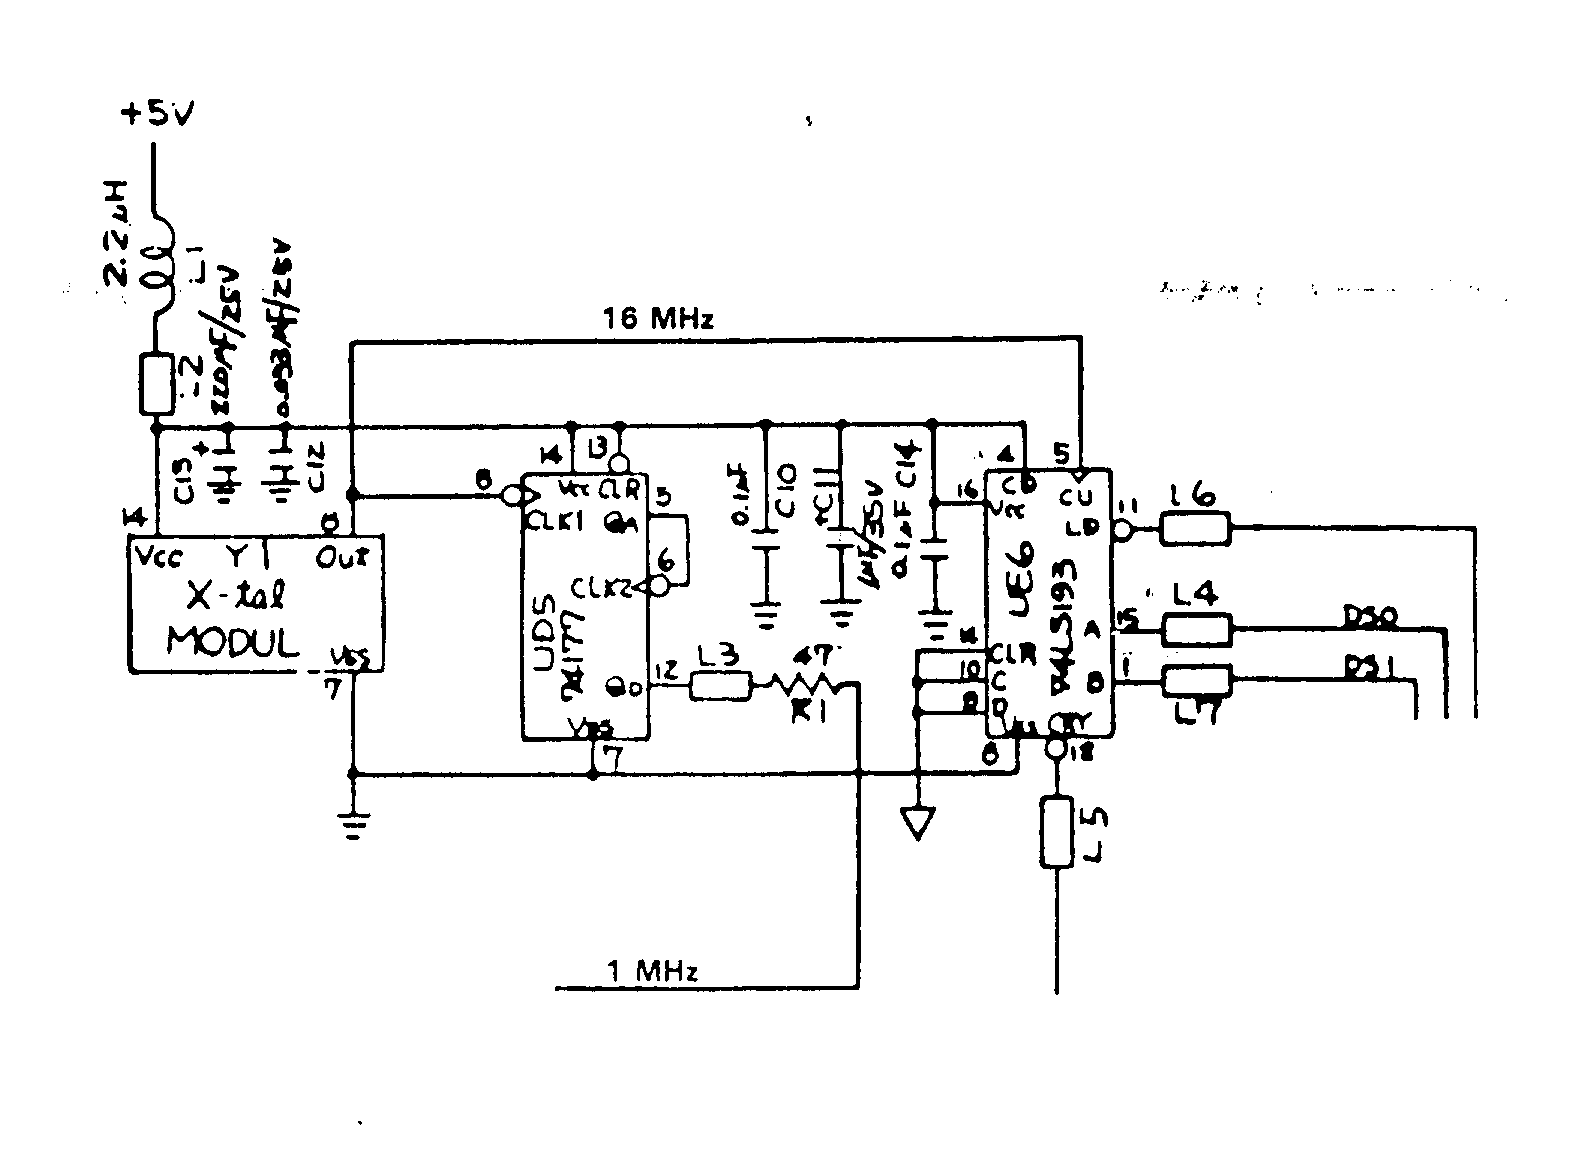 +5V
2.2µH
L1
220µF/25V
0.033µF/25V
16 MHz
+
C13
C12
14
8
Vcc
Y1
Out
X-tal
MODUL
Vss
7
8
14
13
Vcc
CLR
CLK1
QA
5
6
CLK2
UD5
74177
QD
12
Vss
7
L3
47
R1
0.1µF
C10
+C11
1µF/35V
C14
0.1µF
4
5
16
CD
CU
Vcc
LD
11
L6
UE6
74LS193
A
15
L4
DS0
14
CLR
10
C
9
D
B
1
L7
DS1
8
CY
12
L5
1 MHz